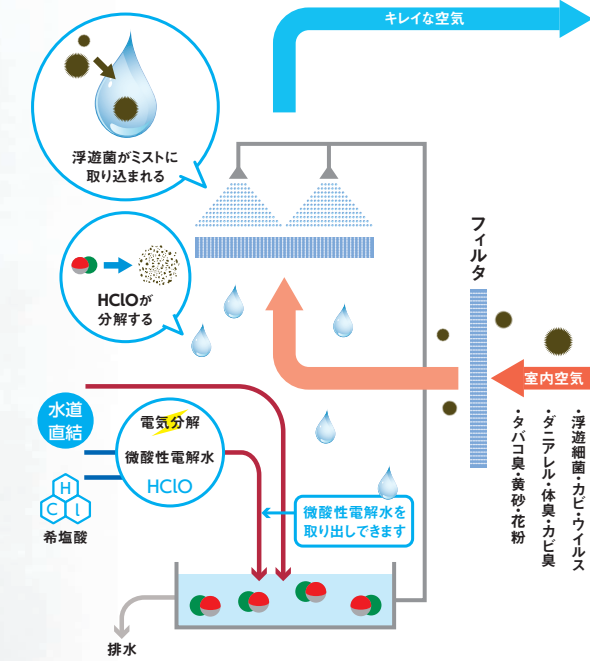 キレイな空気
浮遊菌がミストに
取り込まれる
HClOが
分解する
フィルタ
室内空気
・浮遊細菌・カビ・ウイルス
・ダニアレル・体臭・カビ臭
・タバコ臭・黄砂・花粉
水道
直結
電気分解
微酸性電解水
HClO
H
C l
希塩酸
微酸性電解水を
取り出しできます
排水